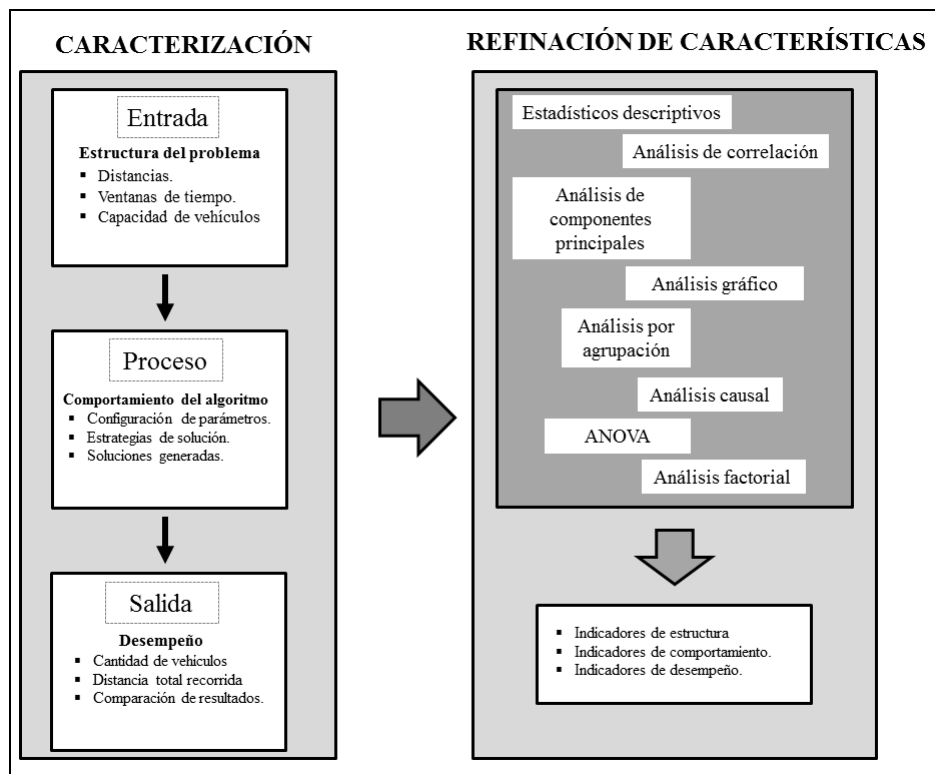 CARACTERIZACIÓN
Entrada
Estructura del problema
▪ Distancias.
▪ Ventanas de tiempo.
▪ Capacidad de vehículos
Proceso
Comportamiento del algoritmo
▪ Configuración de parámetros.
▪ Estrategias de solución.
▪ Soluciones generadas.
Salida
Desempeño
▪ Cantidad de vehículos
▪ Distancia total recorrida
▪ Comparación de resultados.
REFINACIÓN DE CARACTERÍSTICAS
Estadísticos descriptivos
Análisis de correlación
Análisis de
componentes
principales
Análisis gráfico
Análisis por
agrupación
Análisis causal
ANOVA
Análisis factorial
▪ Indicadores de estructura
▪ Indicadores de comportamiento.
▪ Indicadores de desempeño.